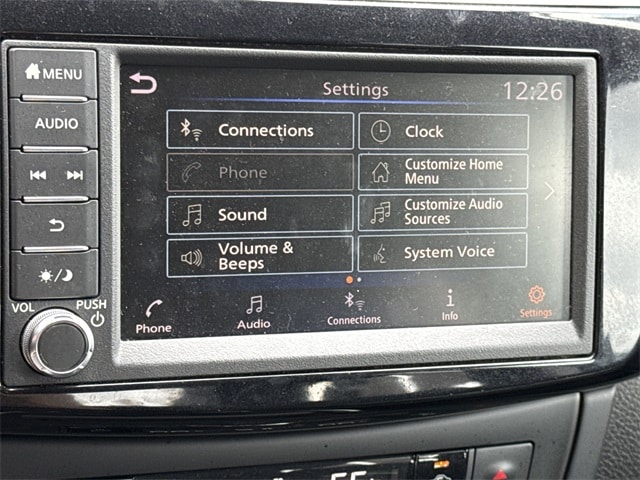 MENU
AUDIO
VOL
PUSH
Settings
12:26
Connections
Clock
Phone
Customize Home
Menu
Sound
Customize Audio
Sources
Volume &
Beeps
System Voice
Phone
Audio
Connections
Info
Settings